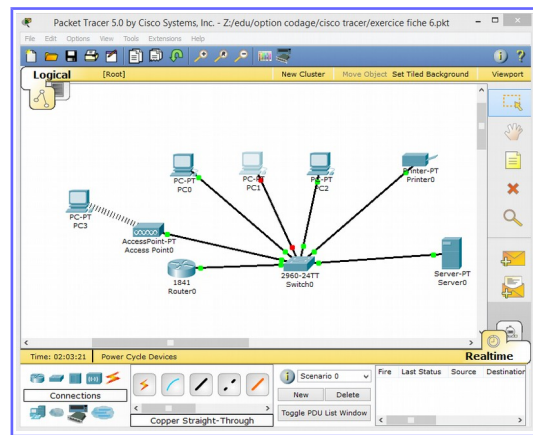 Packet Tracer 5.0 by Cisco Systems, Inc. - Z:/edu/option codage/cisco tracer/exercice fiche 6.pkt
File Edit Options View Tools Extensions Help
Logical [Root] New Cluster Move Object Set Tiled Background Viewport
PC-PT
PC0
PC-PT
PC1
PC-PT
PC2
Printer-PT
Printer0
PC-PT
PC3
AccessPoint-PT
Access Point0
1841
Router0
2960-24TT
Switch0
Server-PT
Server0
Time: 02:03:21 Power Cycle Devices Realtime
Connections
Copper Straight-Through
Scenario 0
New Delete
Toggle PDU List Window
Fire Last Status Source Destination